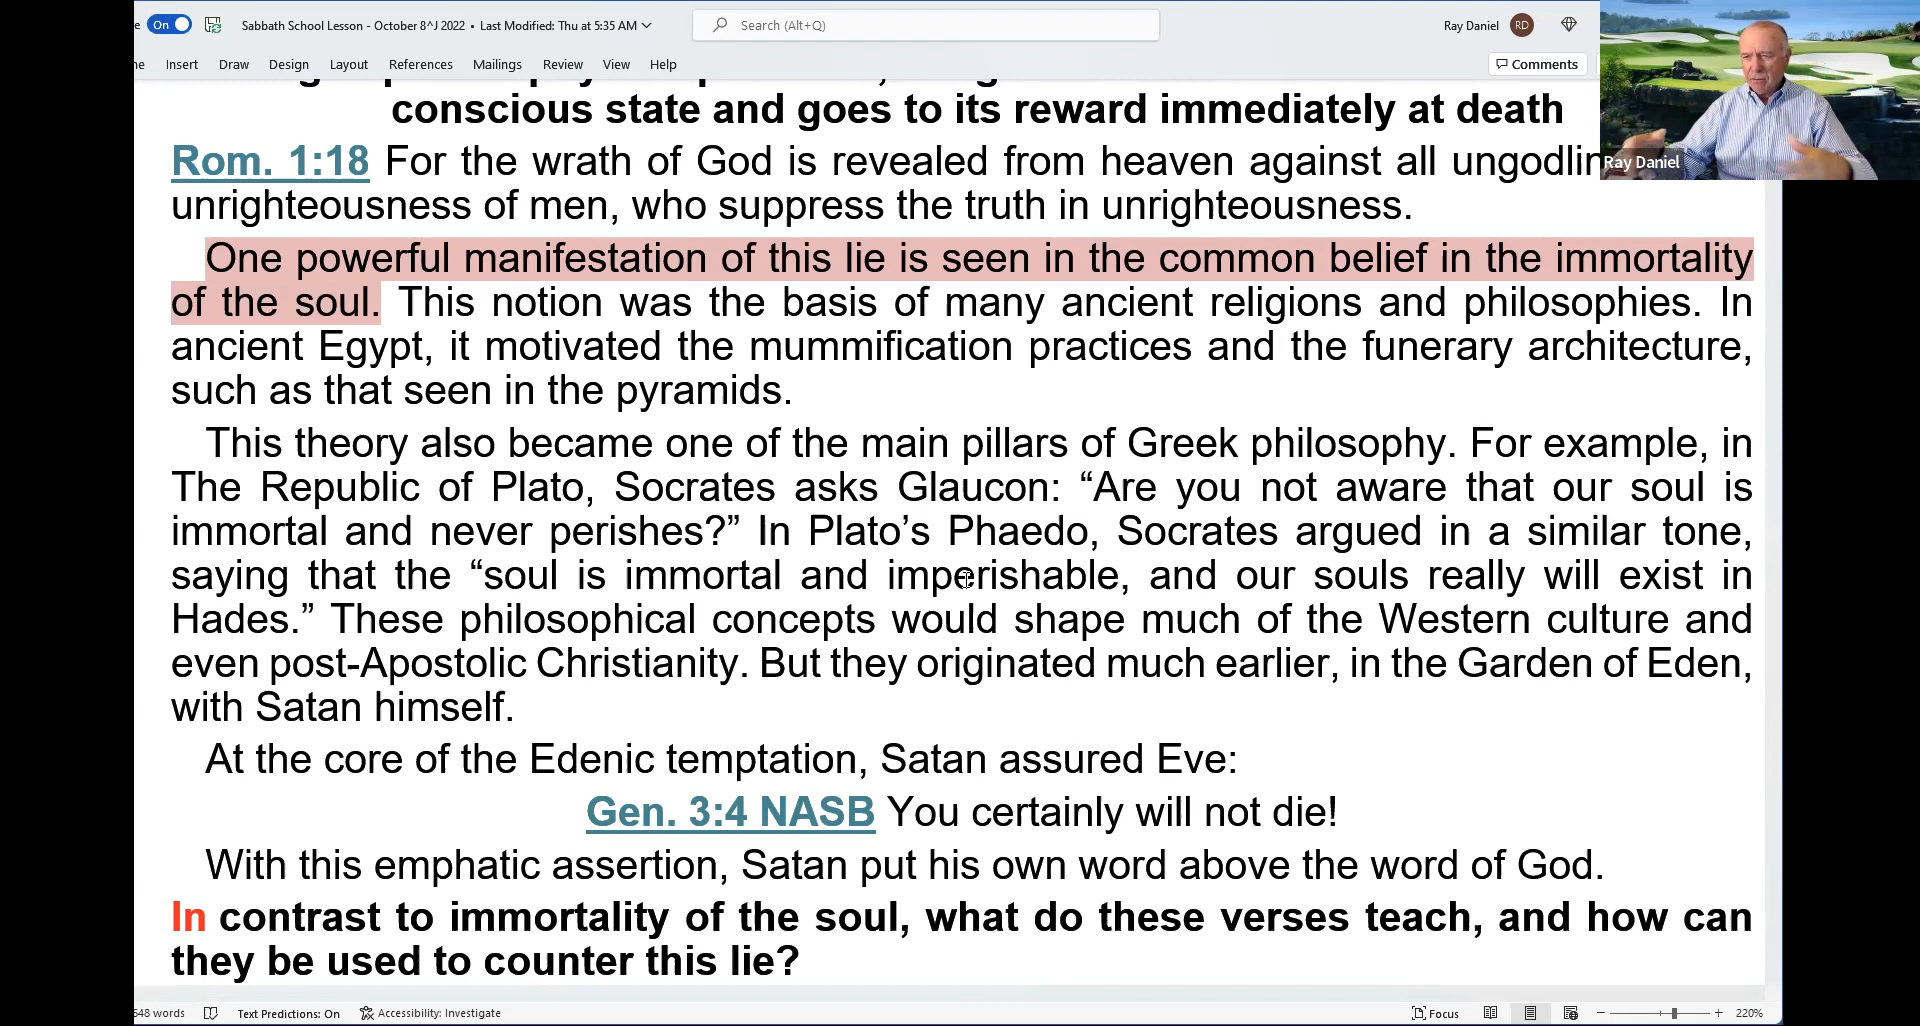 e On Sabbath School Lesson - October 8^J 2022 • Last Modified: Thu at 5:35 AM Search (Alt+Q) Ray Daniel RD
ne Insert Draw Design Layout References Mailings Review View Help Comments
conscious state and goes to its reward immediately at death
Rom. 1:18 For the wrath of God is revealed from heaven against all ungodlin
Ray Daniel
unrighteousness of men, who suppress the truth in unrighteousness.
One powerful manifestation of this lie is seen in the common belief in the immortality
of the soul. This notion was the basis of many ancient religions and philosophies. In
ancient Egypt, it motivated the mummification practices and the funerary architecture,
such as that seen in the pyramids.
This theory also became one of the main pillars of Greek philosophy. For example, in
The Republic of Plato, Socrates asks Glaucon: “Are you not aware that our soul is
immortal and never perishes?” In Plato’s Phaedo, Socrates argued in a similar tone,
saying that the “soul is immortal and imperishable, and our souls really will exist in
Hades.” These philosophical concepts would shape much of the Western culture and
even post-Apostolic Christianity. But they originated much earlier, in the Garden of Eden,
with Satan himself.
At the core of the Edenic temptation, Satan assured Eve:
Gen. 3:4 NASB You certainly will not die!
With this emphatic assertion, Satan put his own word above the word of God.
In contrast to immortality of the soul, what do these verses teach, and how can
they be used to counter this lie?
648 words Text Predictions: On Accessibility: Investigate Focus 220%